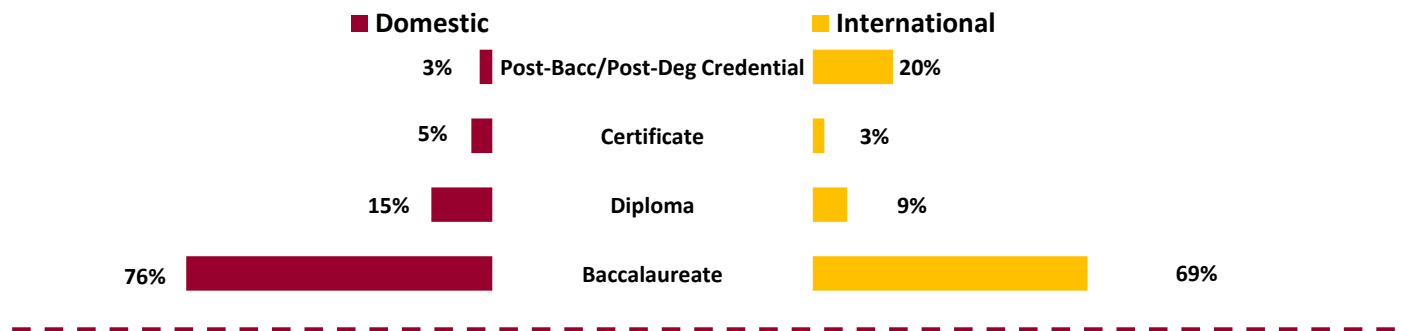 Domestic International
3% Post-Bacc/Post-Deg Credential 20%
5% Certificate 3%
15% Diploma 9%
76% Baccalaureate 69%